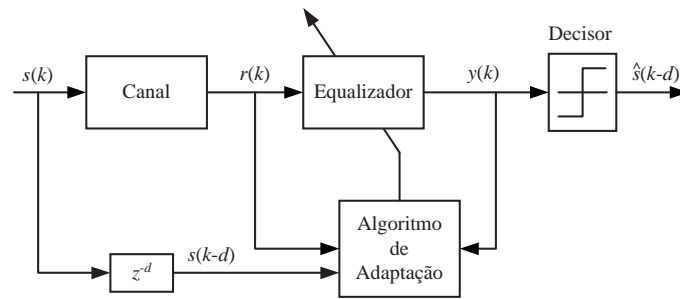 Decisor
s(k)
Canal
r(k)
Equalizador
y(k)
ŝ(k-d)
Algoritmo
de
Adaptação
z^-d
s(k-d)